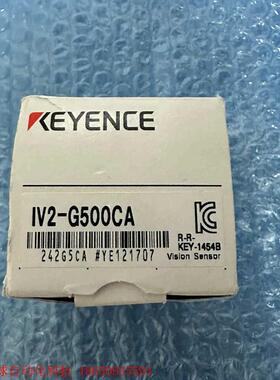 KEYENCE
IV2-G500CA
242G5CA #YE121707
R-R-
KEY-1454B
Vision Sensor